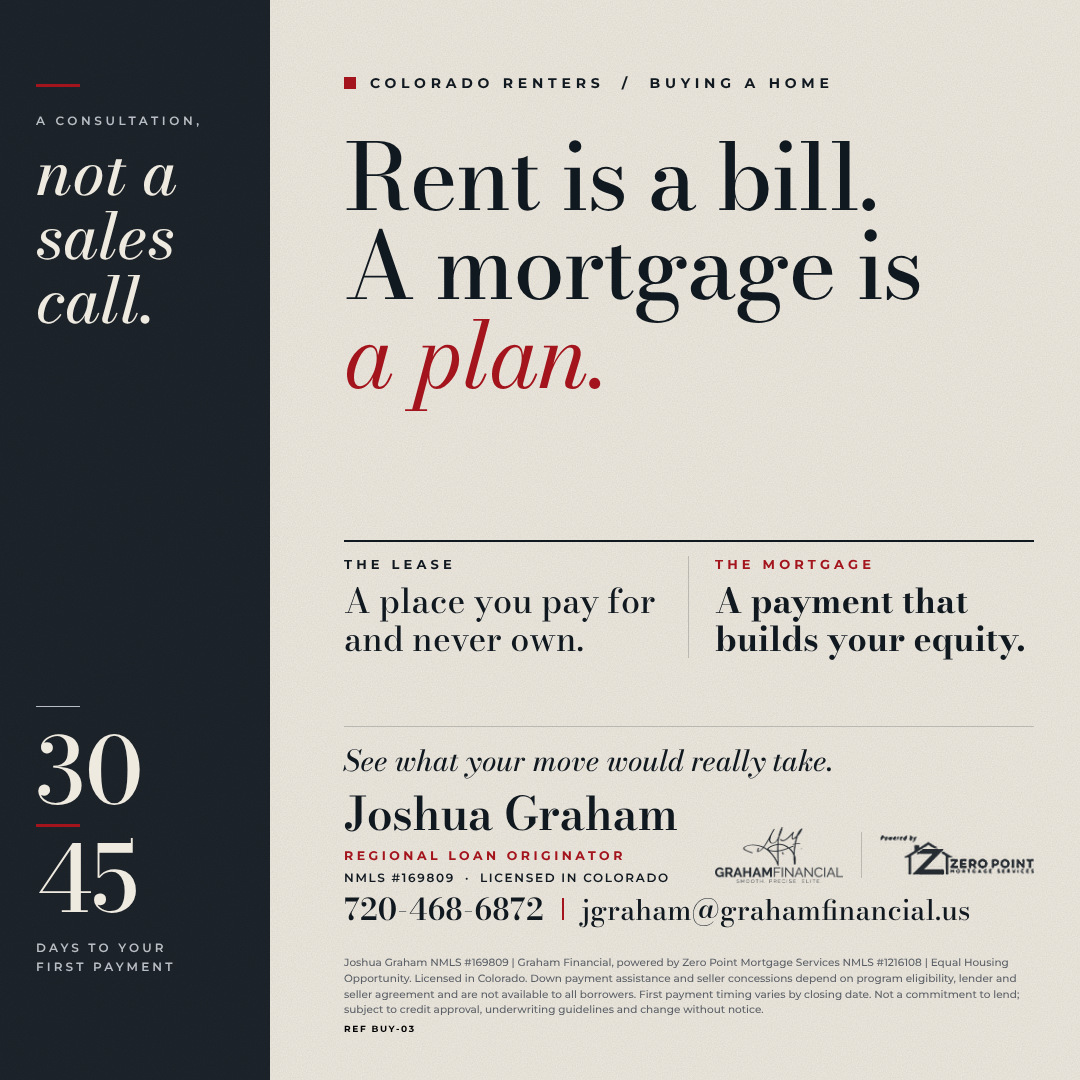 A CONSULTATION,
not a
sales
call.
30
45
DAYS TO YOUR
FIRST PAYMENT
COLORADO RENTERS / BUYING A HOME
Rent is a bill.
A mortgage is
a plan.
THE LEASE
A place you pay for
and never own.
THE MORTGAGE
A payment that
builds your equity.
See what your move would really take.
Joshua Graham
REGIONAL LOAN ORIGINATOR
NMLS #169809 · LICENSED IN COLORADO
GRAHAMFINANCIAL
SMOOTH. PRECISE. ELITE.
Powered by
ZERO POINT
MORTGAGE SERVICES
720-468-6872 | jgraham@grahamfinancial.us
Joshua Graham NMLS #169809 | Graham Financial, powered by Zero Point Mortgage Services NMLS #1216108 | Equal Housing
Opportunity. Licensed in Colorado. Down payment assistance and seller concessions depend on program eligibility, lender and
seller agreement and are not available to all borrowers. First payment timing varies by closing date. Not a commitment to lend;
subject to credit approval, underwriting guidelines and change without notice.
REF BUY-03